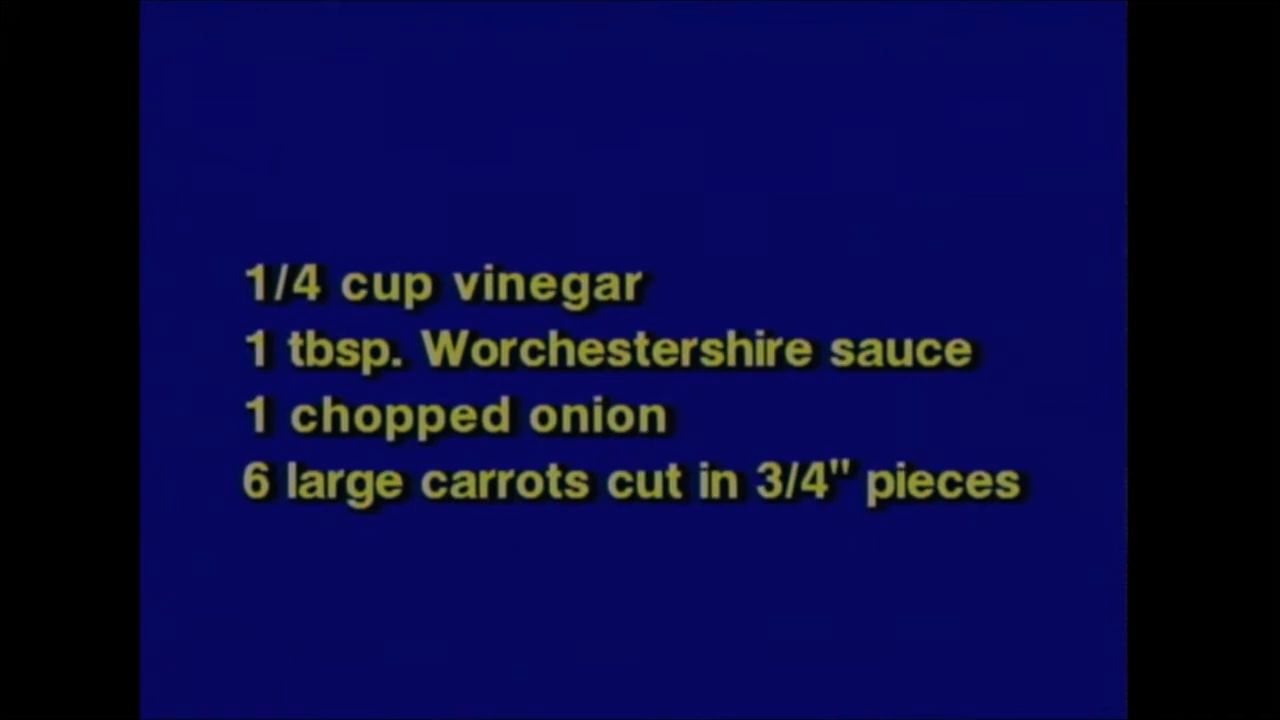 1/4 cup vinegar
1 tbsp. Worchestershire sauce
1 chopped onion
6 large carrots cut in 3/4" pieces